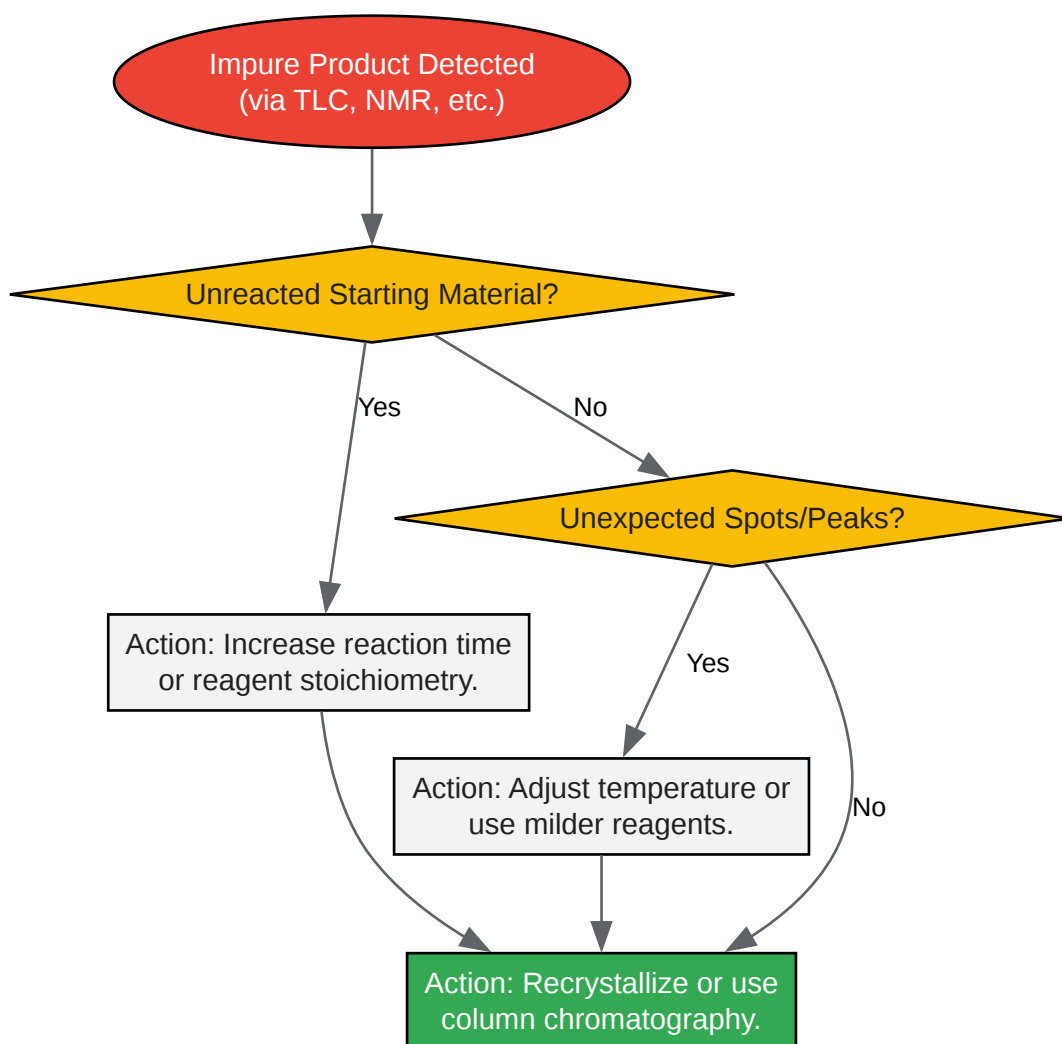 Impure Product Detected
(via TLC, NMR, etc.)
Unreacted Starting Material?
Yes
No
Unexpected Spots/Peaks?
Action: Increase reaction time
or reagent stoichiometry.
Yes
Action: Adjust temperature or
use milder reagents.
No
Action: Recrystallize or use
column chromatography.